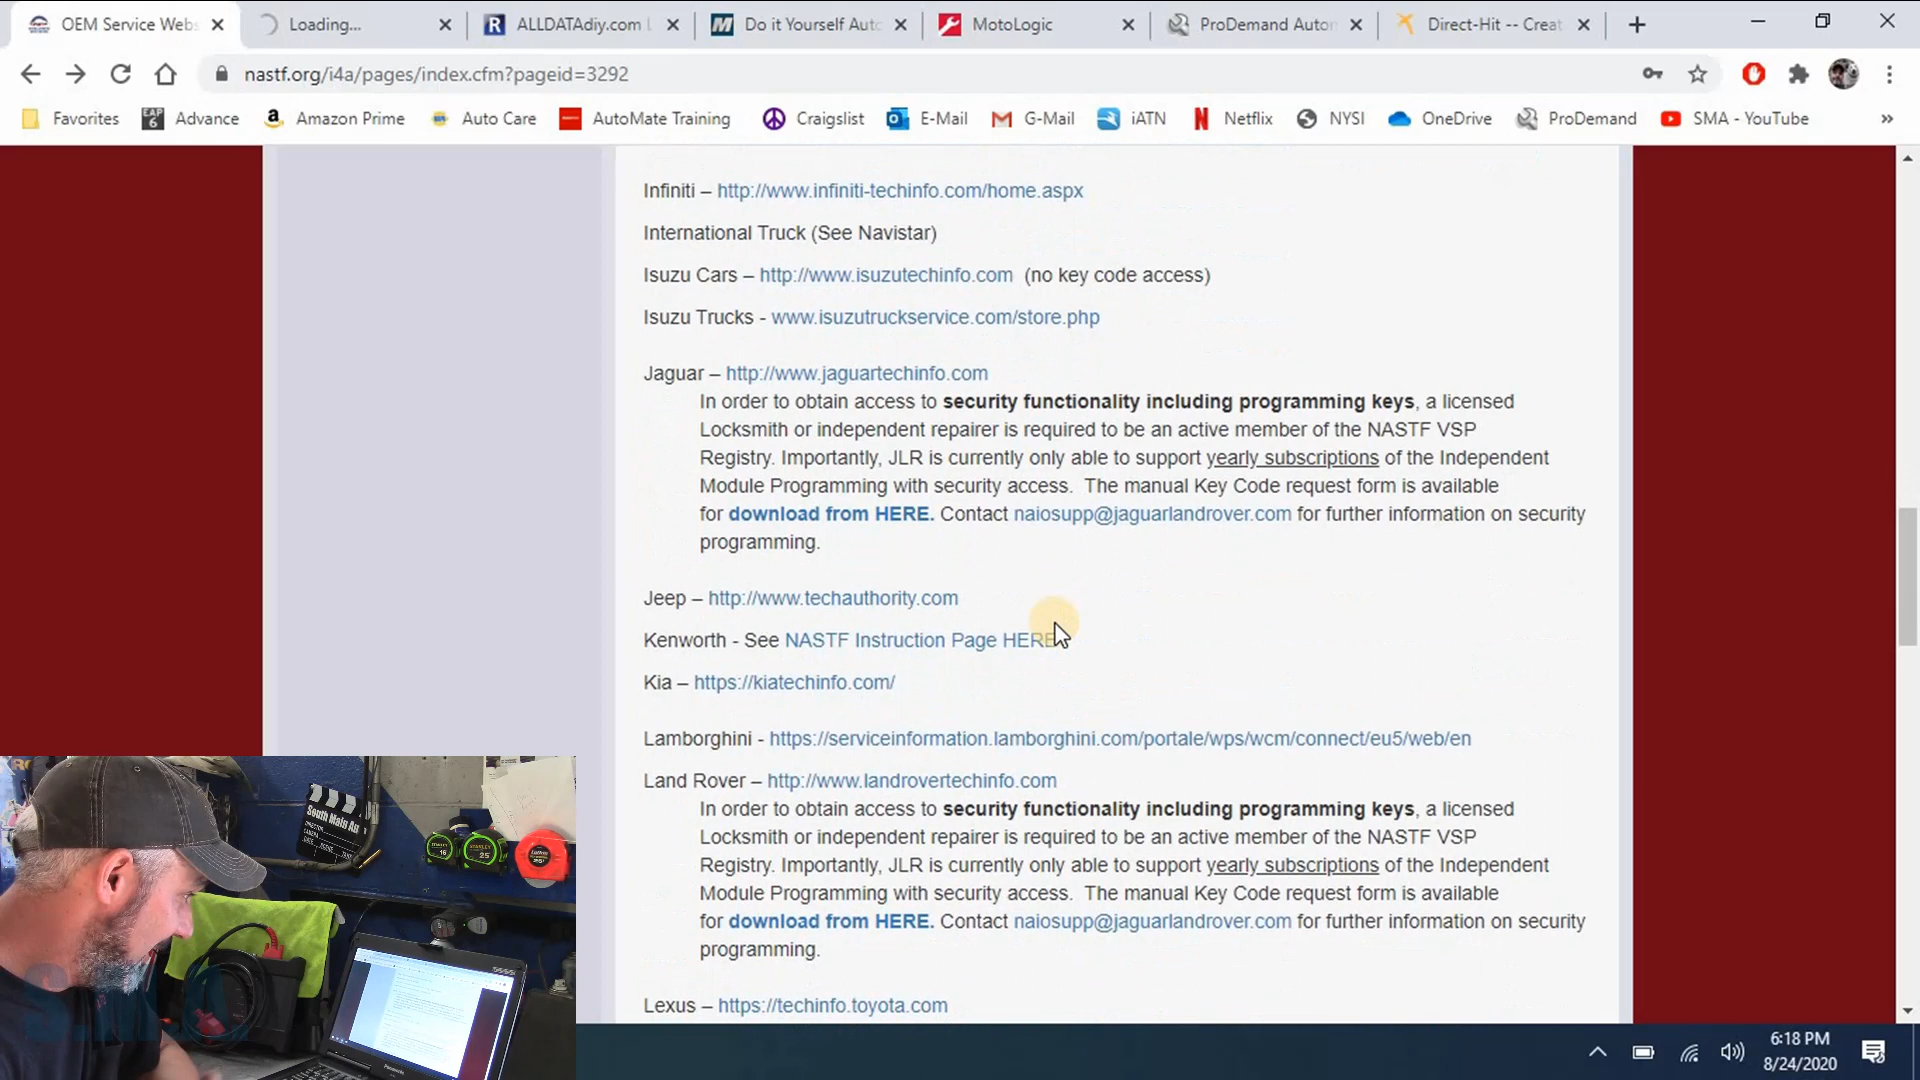 OEM Service Webs
Loading...
ALLDATAdiy.com
Do it Yourself Aut
MotoLogic
ProDemand Auton
Direct-Hit -- Creat
nastf.org/i4a/pages/index.cfm?pageid=3292
Favorites
EAP 6 Advance
Amazon Prime
Auto Care
AutoMate Training
Craigslist
E-Mail
G-Mail
iATN
Netflix
NYSI
OneDrive
ProDemand
SMA - YouTube
»
Infiniti – http://www.infiniti-techinfo.com/home.aspx
International Truck (See Navistar)
Isuzu Cars – http://www.isuzutechinfo.com (no key code access)
Isuzu Trucks - www.isuzutruckservice.com/store.php
Jaguar – http://www.jaguartechinfo.com
In order to obtain access to security functionality including programming keys, a licensed
Locksmith or independent repairer is required to be an active member of the NASTF VSP
Registry. Importantly, JLR is currently only able to support yearly subscriptions of the Independent
Module Programming with security access. The manual Key Code request form is available
for download from HERE. Contact naiosupp@jaguarlandrover.com for further information on security
programming.
Jeep – http://www.techauthority.com
Kenworth - See NASTF Instruction Page HERE
Kia – https://kiatechinfo.com/
Lamborghini - https://serviceinformation.lamborghini.com/portale/wps/wcm/connect/eu5/web/en
Land Rover – http://www.landrovertechinfo.com
In order to obtain access to security functionality including programming keys, a licensed
Locksmith or independent repairer is required to be an active member of the NASTF VSP
Registry. Importantly, JLR is currently only able to support yearly subscriptions of the Independent
Module Programming with security access. The manual Key Code request form is available
for download from HERE. Contact naiosupp@jaguarlandrover.com for further information on security
programming.
Lexus – https://techinfo.toyota.com
South Main Au
STANLEY
16
STANLEY
25'
Panasonic
6:18 PM
8/24/2020